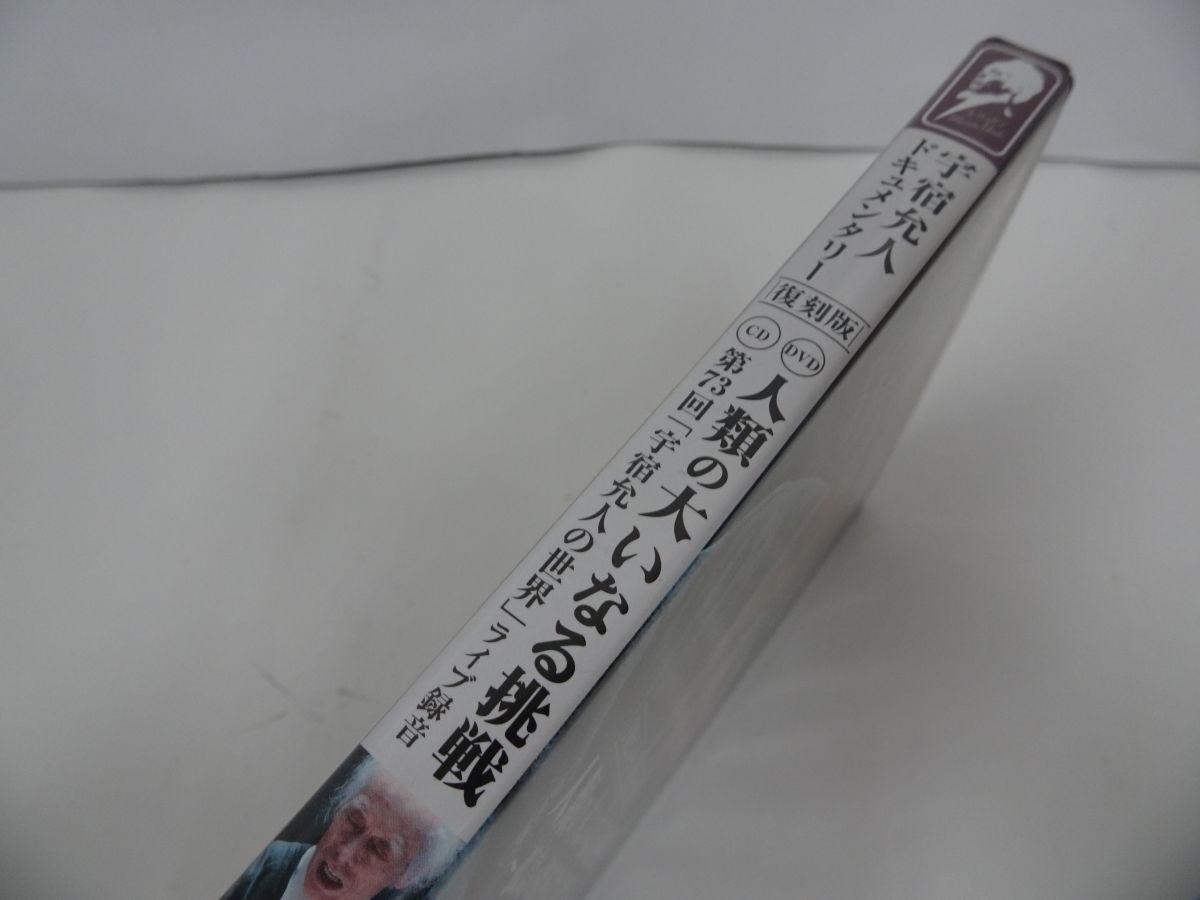 宇宿允人
ドキュメンタリー
復刻版
DVD
人類の大いなる挑戦
CD
第73回「宇宿允人の世界」ライブ録音